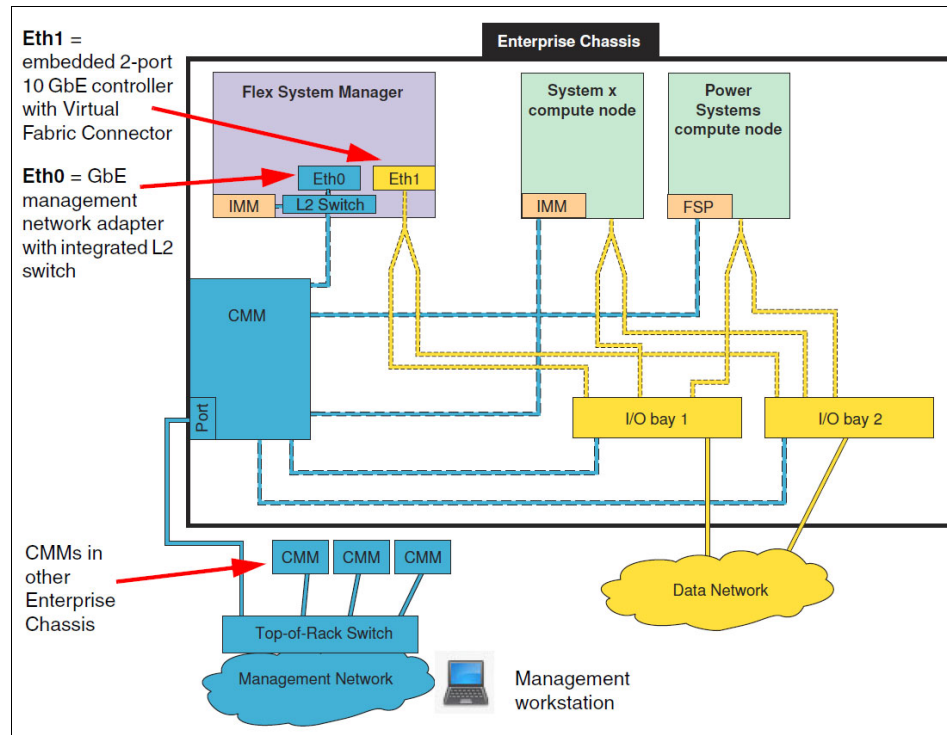 Eth1 =
embedded 2-port
10 GbE controller
with Virtual
Fabric Connector
Eth0 = GbE
management
network adapter
with integrated L2
switch
Enterprise Chassis
Flex System Manager
Eth0
Eth1
IMM
L2 Switch
System x
compute node
IMM
Power
Systems
compute node
FSP
CMM
Port
I/O bay 1
I/O bay 2
CMMs in
other
Enterprise
Chassis
CMM
CMM
CMM
Top-of-Rack Switch
Management Network
Management
workstation
Data Network